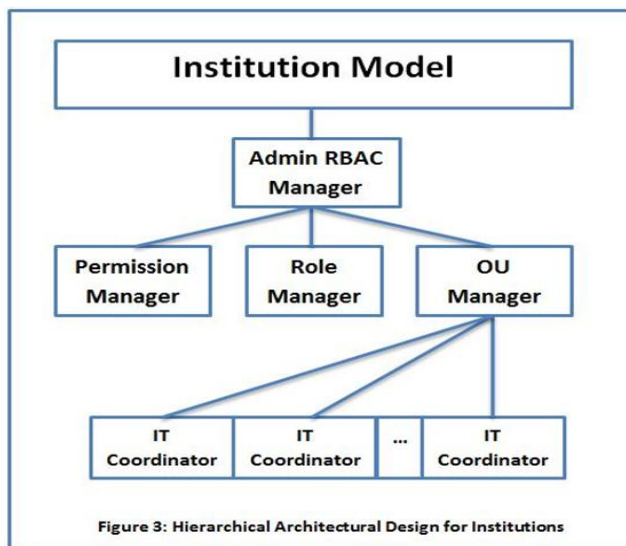 Institution Model
Admin RBAC
Manager
Permission
Manager
Role
Manager
OU
Manager
IT
Coordinator
IT
Coordinator
...
IT
Coordinator
Figure 3: Hierarchical Architectural Design for Institutions